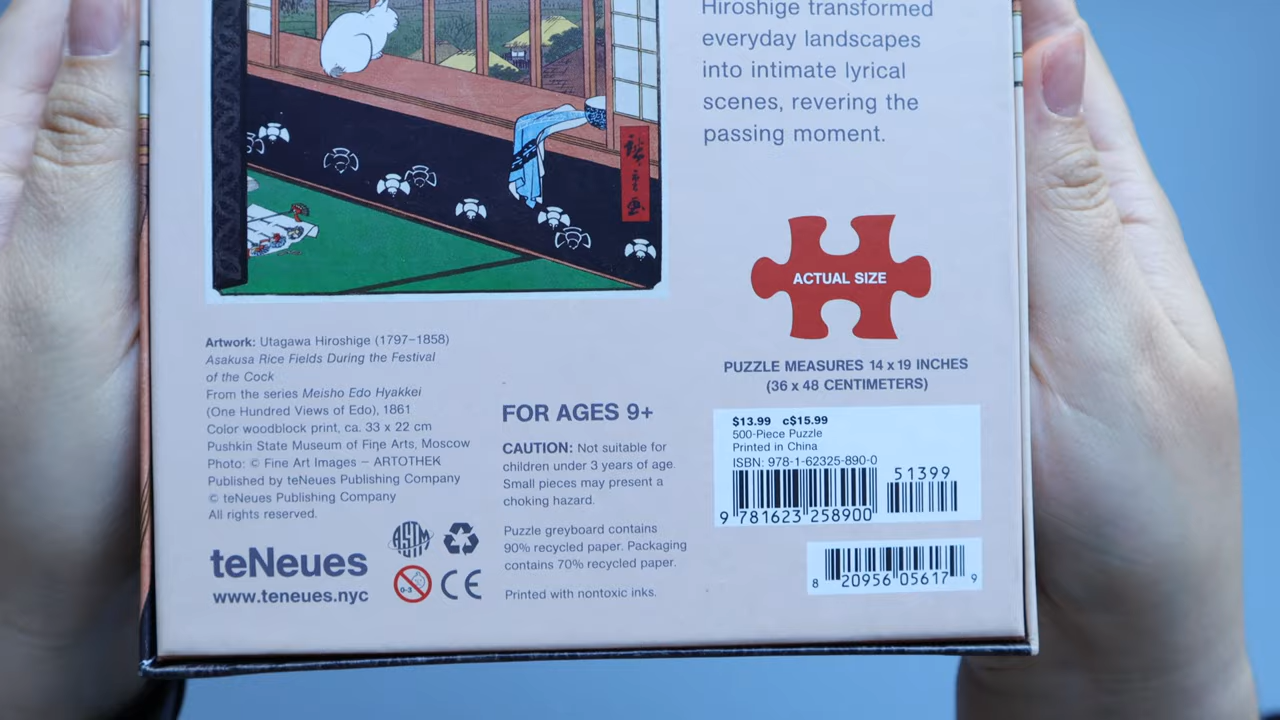 Hiroshige transformed
everyday landscapes
into intimate lyrical
scenes, revering the
passing moment.
ACTUAL SIZE
PUZZLE MEASURES 14 x 19 INCHES
(36 x 48 CENTIMETERS)
Artwork: Utagawa Hiroshige (1797–1858)
Asakusa Rice Fields During the Festival
of the Cock
From the series Meisho Edo Hyakkei
(One Hundred Views of Edo), 1861
Color woodblock print, ca. 33 x 22 cm
Pushkin State Museum of Fine Arts, Moscow
Photo: © Fine Art Images – ARTOTHEK
Published by teNeues Publishing Company
© teNeues Publishing Company
All rights reserved.
teNeues
www.teneues.nyc
ASTM
0-3
CE
FOR AGES 9+
CAUTION: Not suitable for
children under 3 years of age.
Small pieces may present a
choking hazard.
Puzzle greyboard contains
90% recycled paper. Packaging
contains 70% recycled paper.
Printed with nontoxic inks.
$13.99 c$15.99
500-Piece Puzzle
Printed in China
ISBN: 978-1-62325-890-0
51399
9 781623 258900
8 20956 05617 9